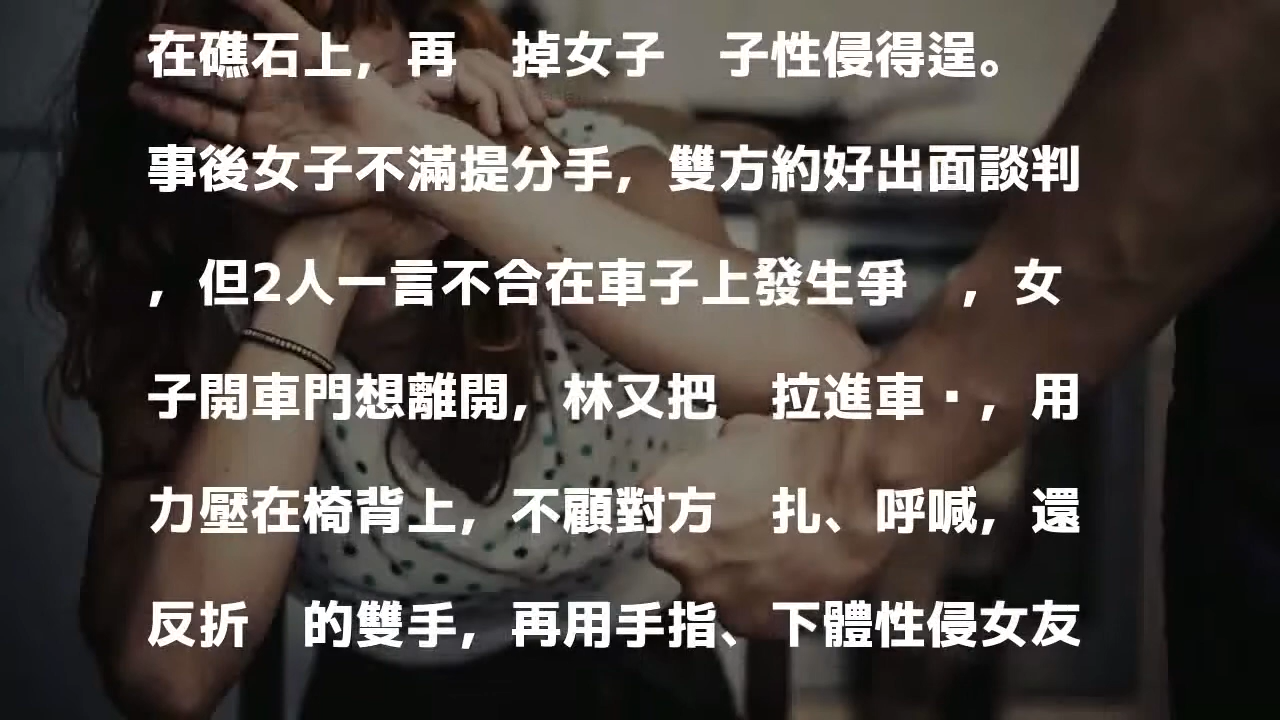 在礁石上，再　掉女子　子性侵得逞。
事後女子不滿提分手，雙方約好出面談判
，但2人一言不合在車子上發生爭　，女
子開車門想離開，林又把　拉進車▪，用
力壓在椅背上，不顧對方　扎、呼喊，還
反折　的雙手，再用手指、下體性侵女友